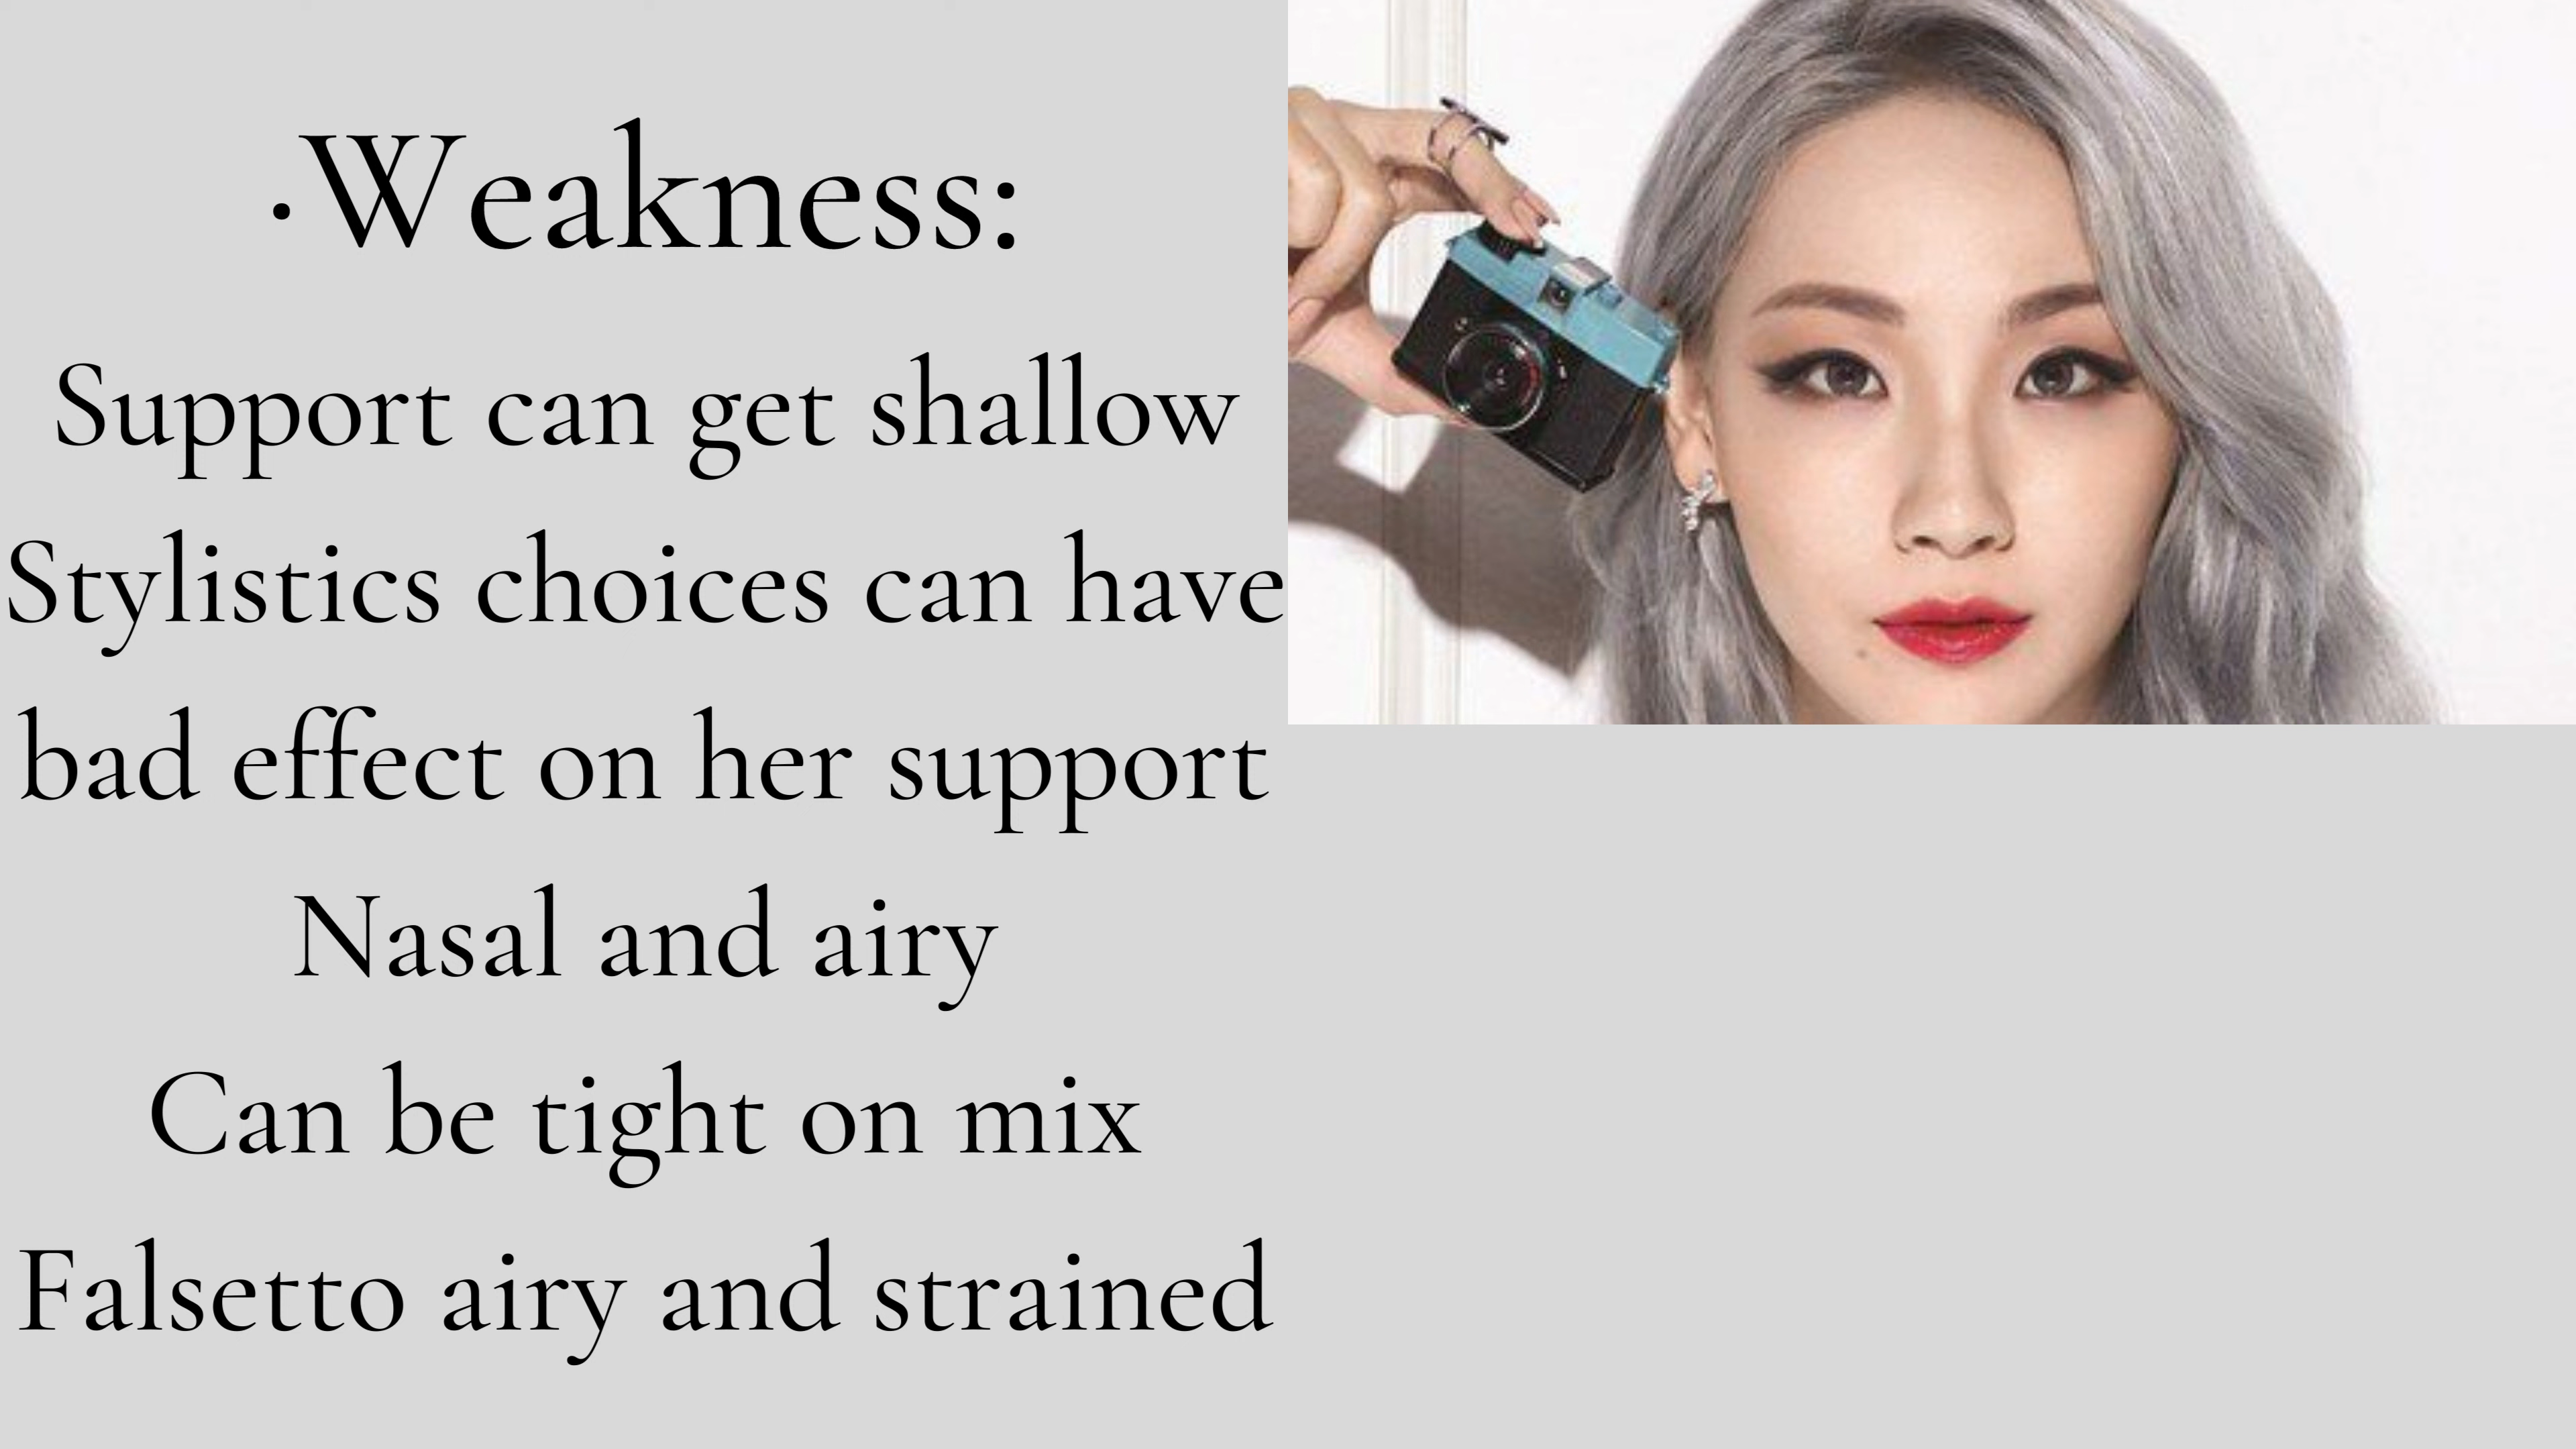 ·Weakness:
Support can get shallow
Stylistics choices can have
bad effect on her support
Nasal and airy
Can be tight on mix
Falsetto airy and strained